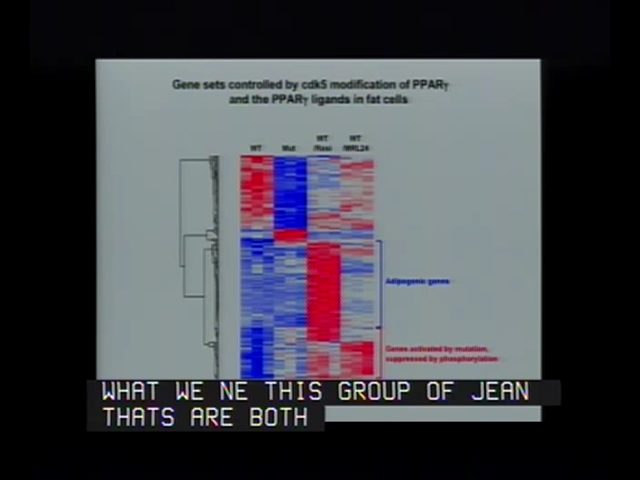 Gene sets controlled by cdk5 modification of PPARγ
and the PPARγ ligands in fat cells
WT Mut WT /Rosi WT /MRL24
Adipogenic genes
Genes activated by mutation,
suppressed by phosphorylation
WHAT WE NE THIS GROUP OF JEAN
THATS ARE BOTH